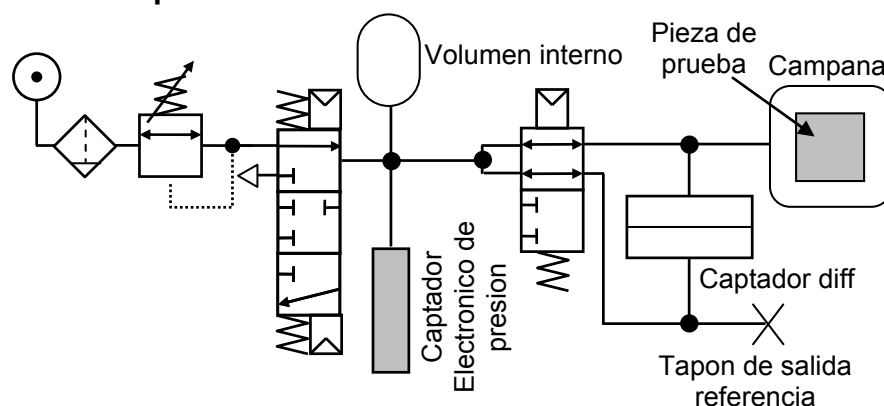 Volumen interno
Pieza de
prueba
Campana
Captador
Electronico de
presion
Captador diff
Tapon de salida
referencia